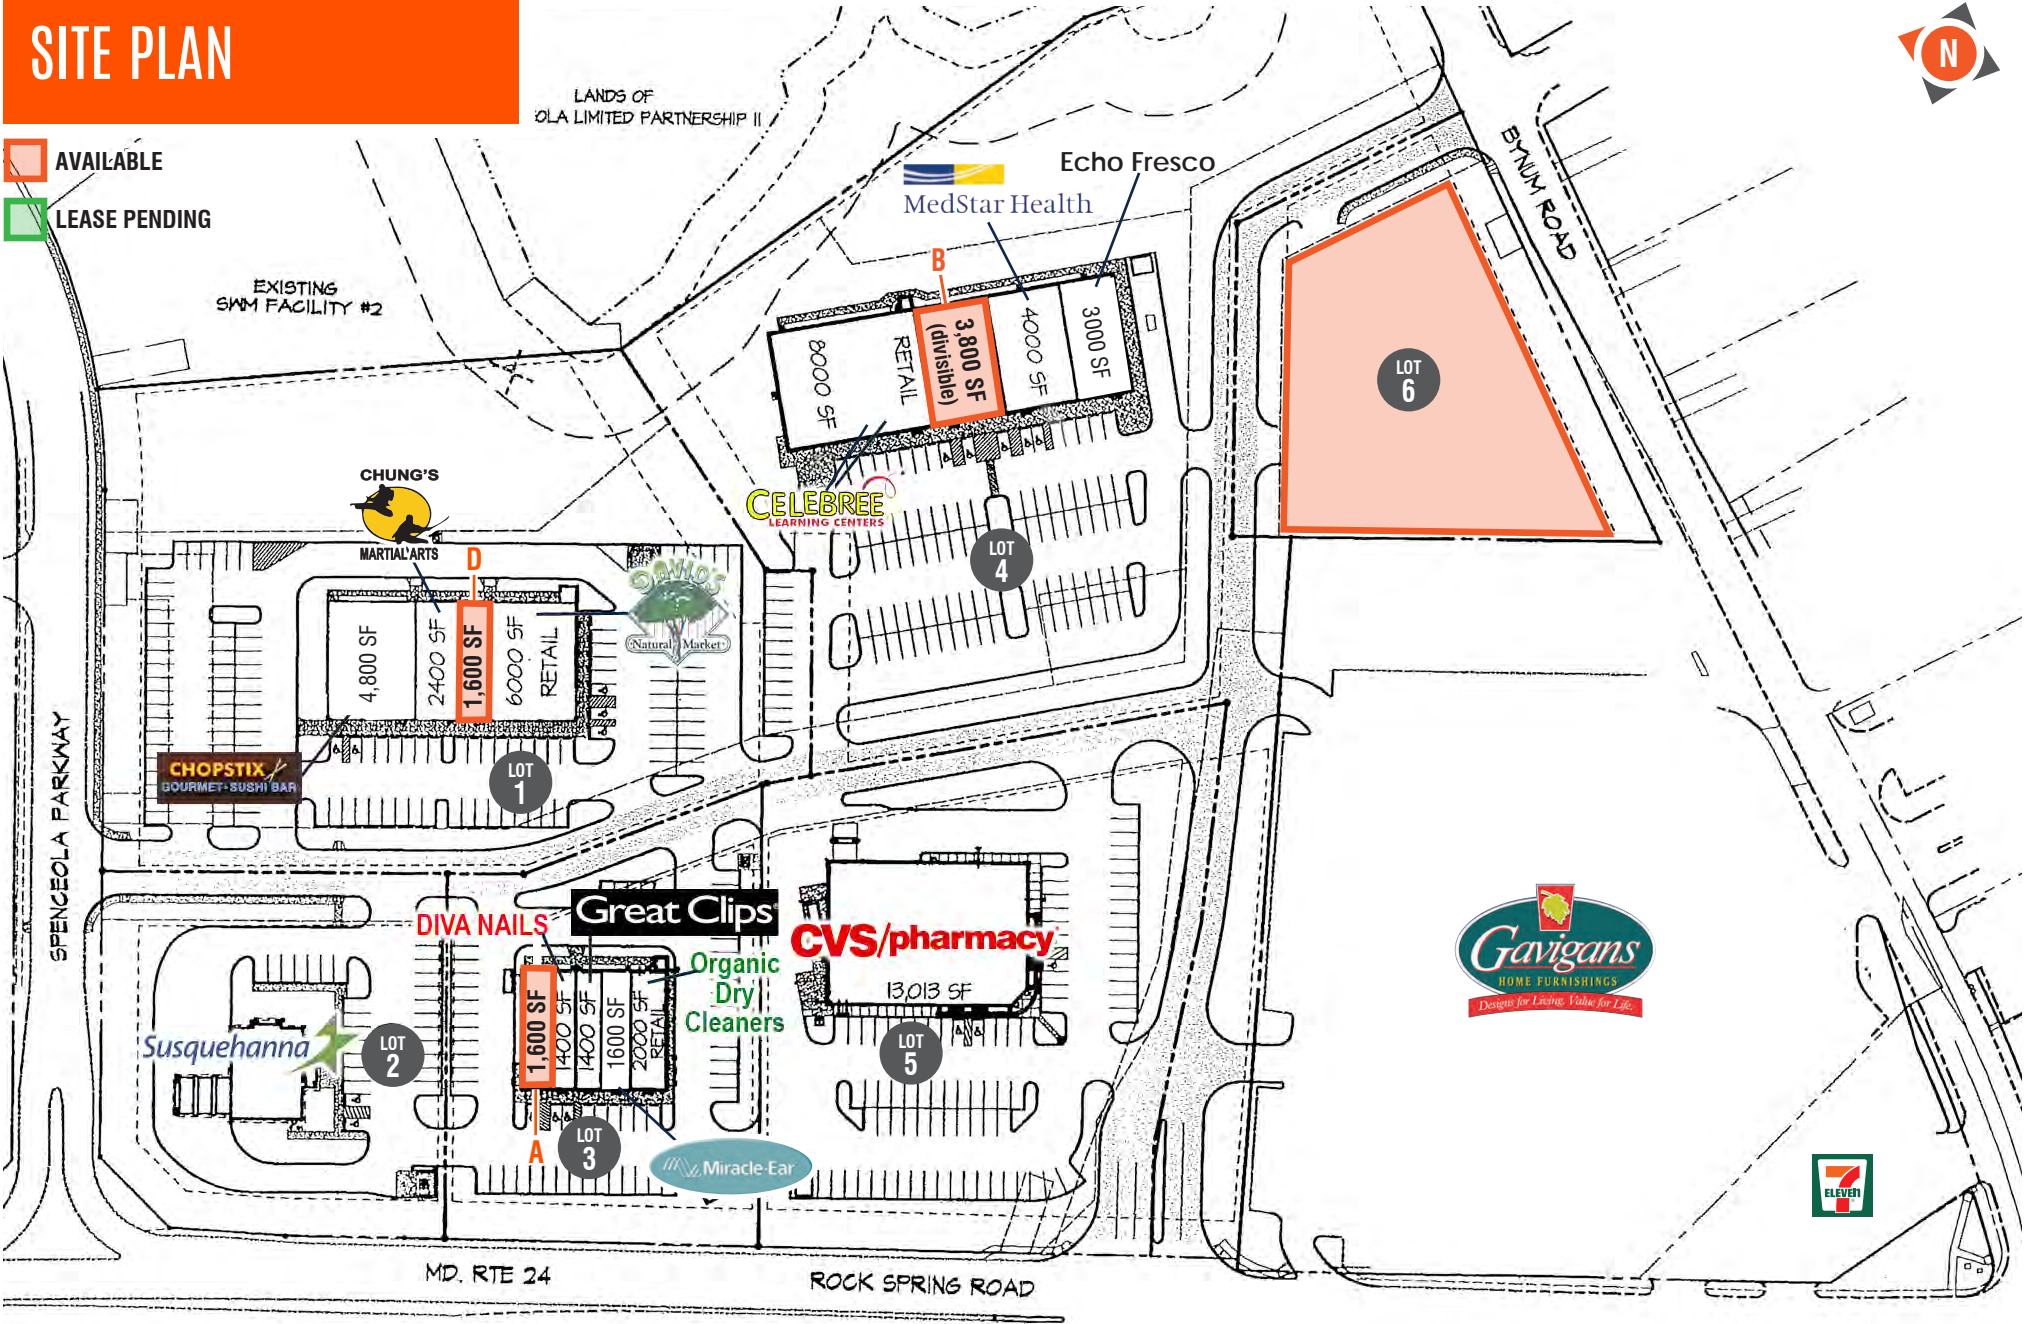 SITE PLAN
N
AVAILABLE
LEASE PENDING
LANDS OF
OLA LIMITED PARTNERSHIP II
EXISTING
SWM FACILITY #2
MedStar Health
Echo Fresco
BYNUM ROAD
B
8000 SF
RETAIL
3,800 SF
(divisible)
4000 SF
3000 SF
LOT
6
CELEBREE
LEARNING CENTERS
LOT
4
CHUNG'S
MARTIAL ARTS
D
DAVID'S
Natural Market
4,800 SF
2400 SF
1,600 SF
6000 SF
RETAIL
CHOPSTIX
GOURMET-SUSHI BAR
LOT
1
SPENCEOLA PARKWAY
DIVA NAILS
Great Clips
Organic
Dry
Cleaners
1,600 SF
1400 SF
1400 SF
1600 SF
2000 SF
RETAIL
A
LOT
3
Miracle-Ear
Susquehanna
LOT
2
CVS/pharmacy
13,013 SF
LOT
5
Gavigans
HOME FURNISHINGS
Designs for Living. Value for Life.
7
ELEVEn
MD. RTE 24
ROCK SPRING ROAD